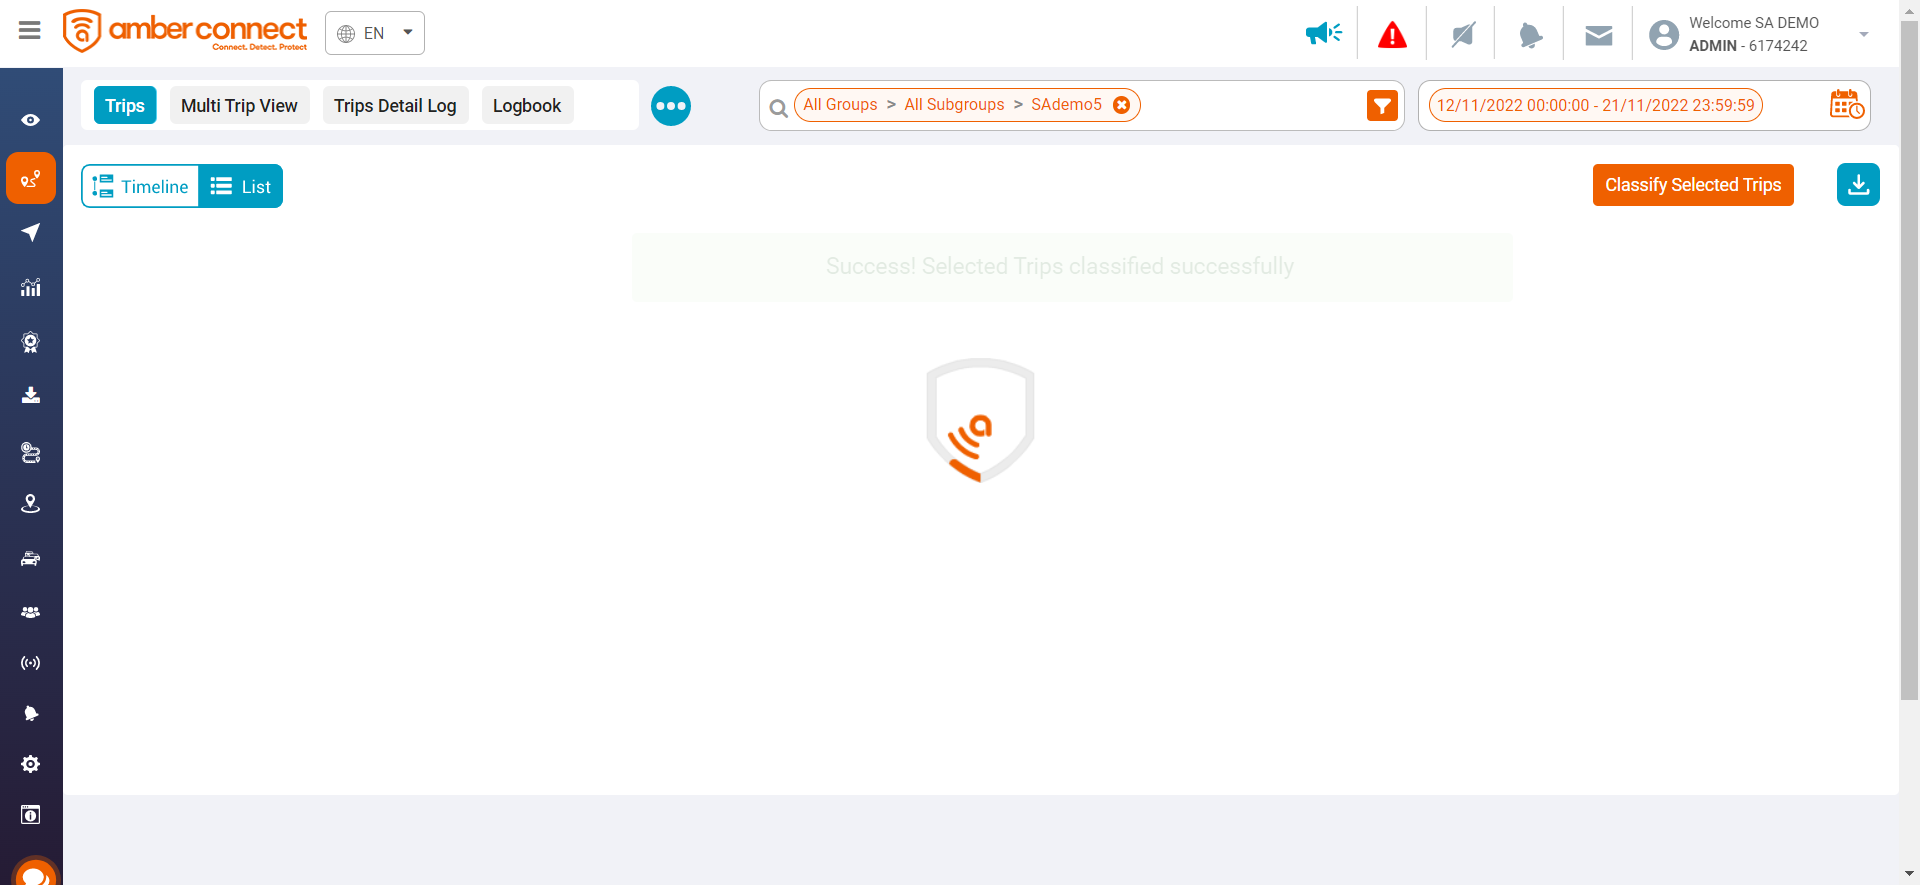 amber connect
Connect. Detect. Protect
EN
Welcome SA DEMO
ADMIN - 6174242
Trips
Multi Trip View
Trips Detail Log
Logbook
All Groups > All Subgroups > SAdemo5
12/11/2022 00:00:00 - 21/11/2022 23:59:59
Timeline
List
Classify Selected Trips
Success! Selected Trips classified successfully